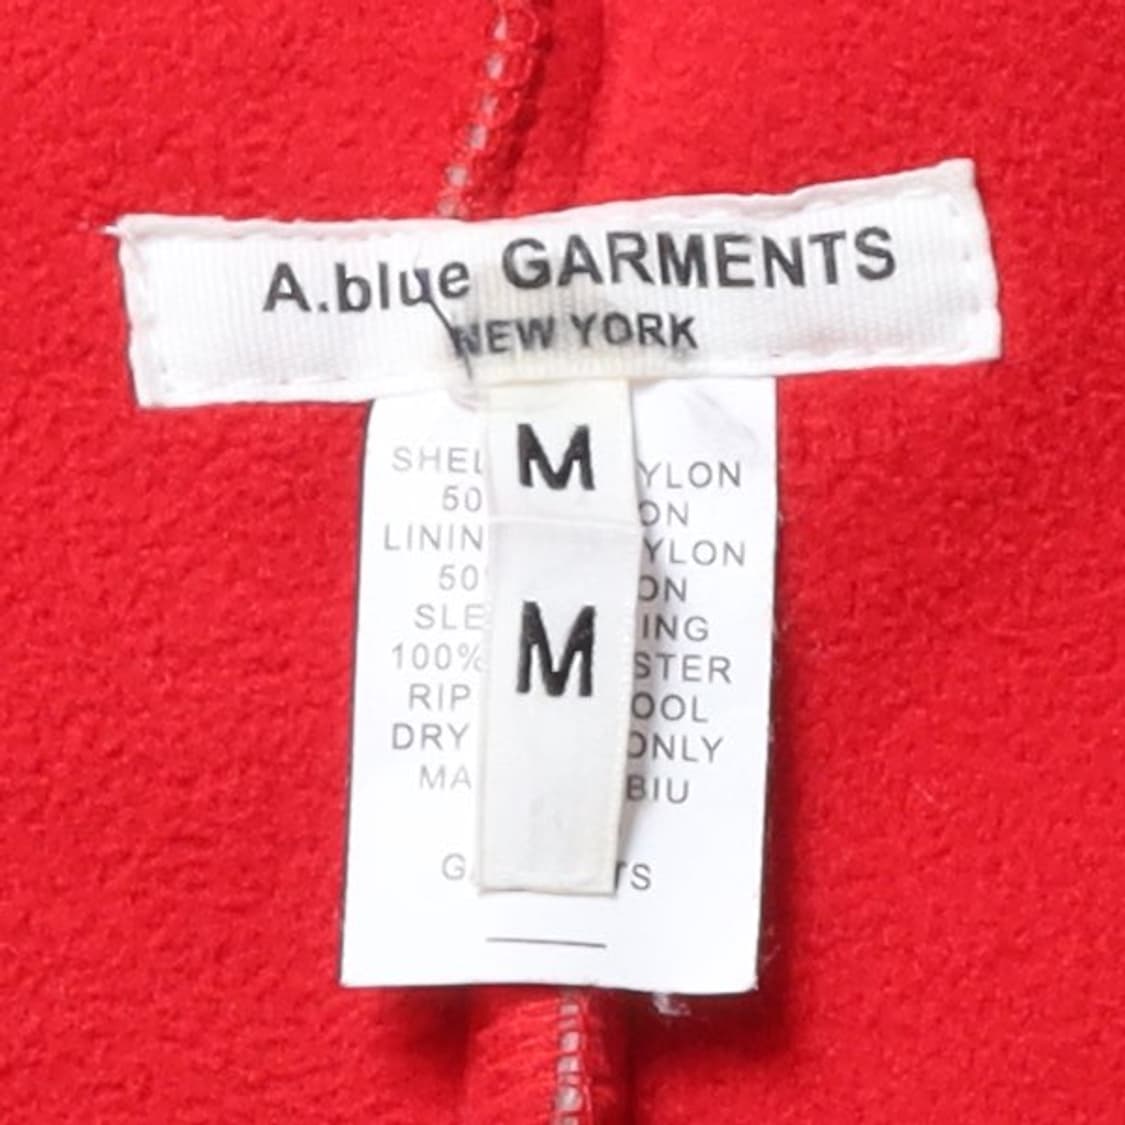 A.blue GARMENTS
NEW YORK
M
M
SHEL YLON
50 ON
LININ YLON
50 ON
SLE ING
100% STER
RIP OOL
DRY ONLY
MA BIU
G TS